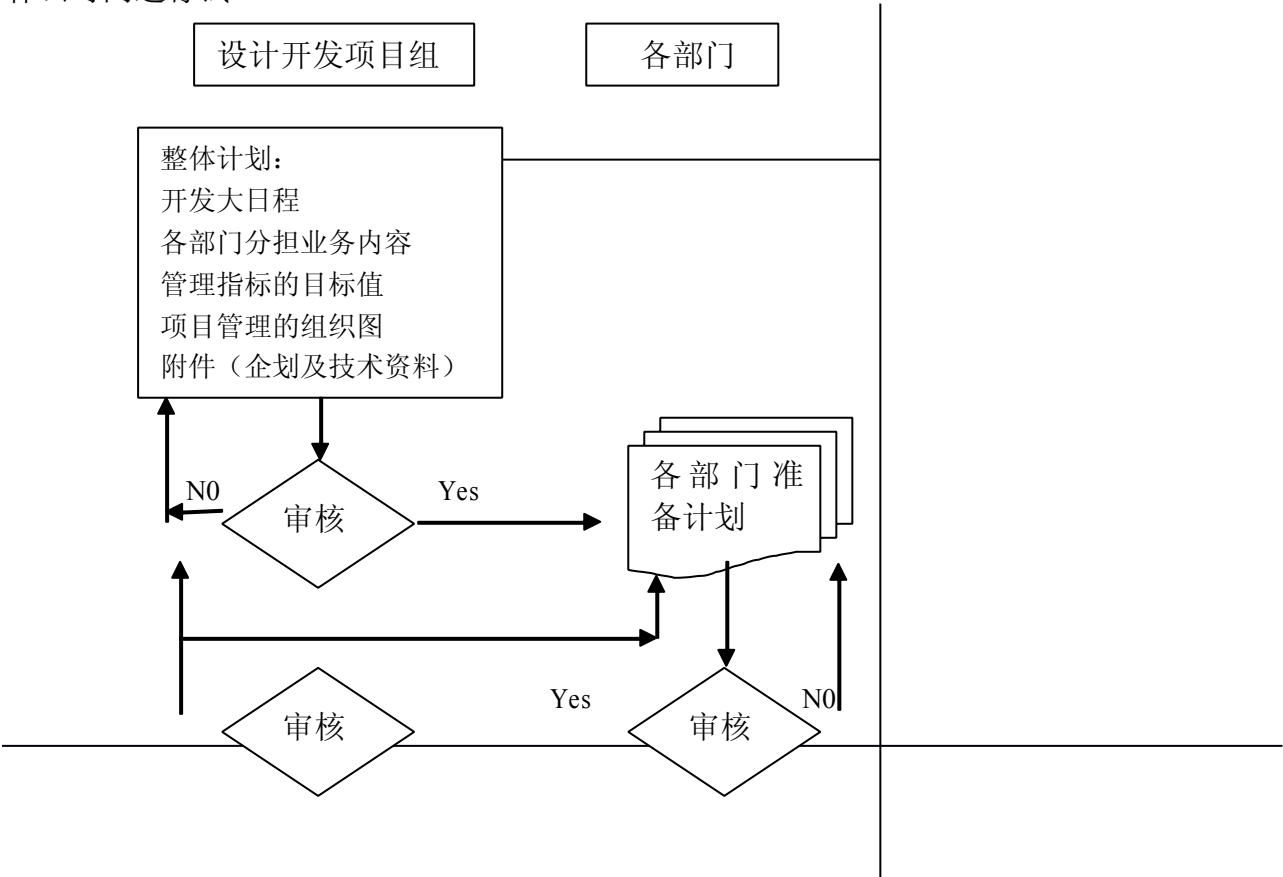 设计开发项目组
各部门
整体计划：
开发大日程
各部门分担业务内容
管理指标的目标值
项目管理的组织图
附件（企划及技术资料）
各部门准
备计划
N0
审核
Yes
审核
Yes
审核
N0